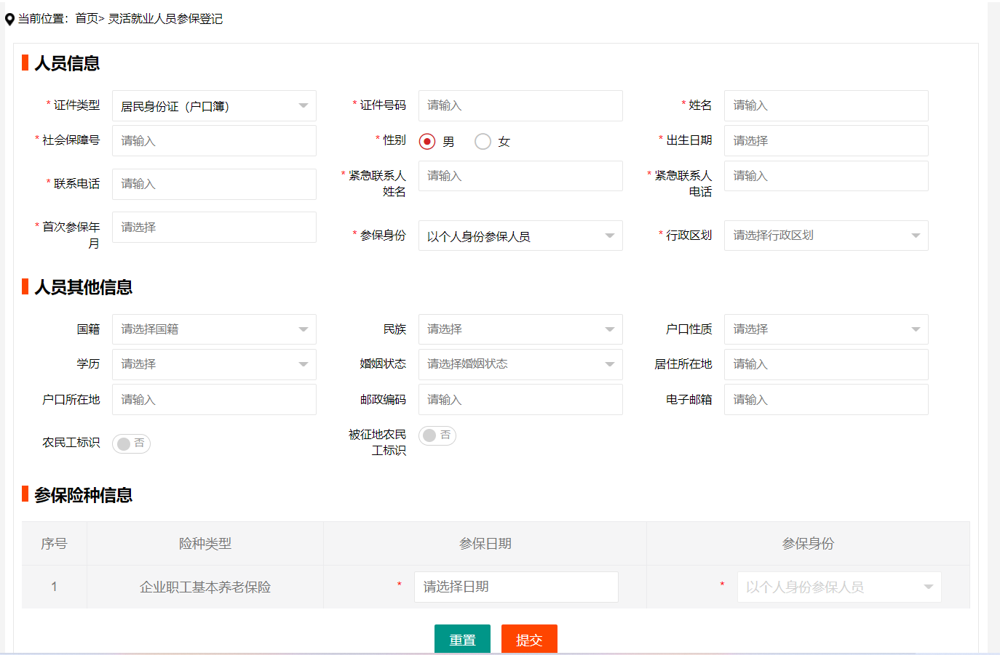 当前位置：首页> 灵活就业人员参保登记
人员信息
* 证件类型 居民身份证（户口簿） * 证件号码 请输入 * 姓名 请输入
* 社会保障号 请输入 * 性别 男 女 * 出生日期 请选择
* 联系电话 请输入 * 紧急联系人姓名 请输入 * 紧急联系人电话 请输入
* 首次参保年月 请选择 * 参保身份 以个人身份参保人员 * 行政区划 请选择行政区划
人员其他信息
国籍 请选择国籍 民族 请选择 户口性质 请选择
学历 请选择 婚姻状态 请选择婚姻状态 居住所在地 请输入
户口所在地 请输入 邮政编码 请输入 电子邮箱 请输入
农民工标识 否 被征地农民工标识 否
参保险种信息
序号 险种类型 参保日期 参保身份
1 企业职工基本养老保险 * 请选择日期 * 以个人身份参保人员
重置 提交